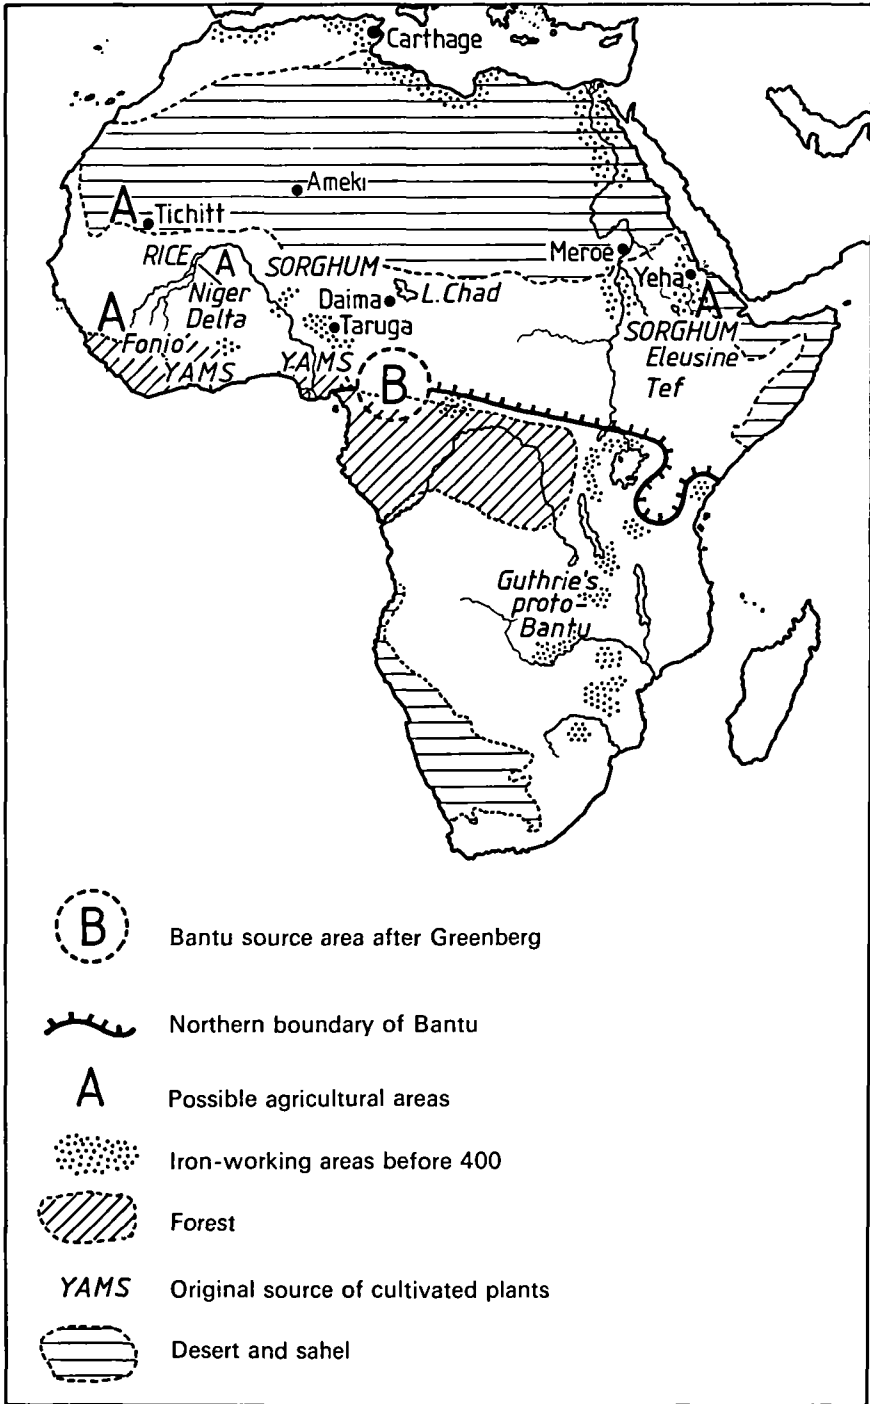 Carthage
Ameki
A
Tichitt
RICE
A
SORGHUM
Meroe
Yeha
A
Niger
Delta
Daima
L.Chad
A
Taruga
SORGHUM
Fonio
Eleusine
YAMS
YAMS
Tef
B
Guthrie's
proto-
Bantu
B Bantu source area after Greenberg
Northern boundary of Bantu
A Possible agricultural areas
Iron-working areas before 400
Forest
YAMS Original source of cultivated plants
Desert and sahel